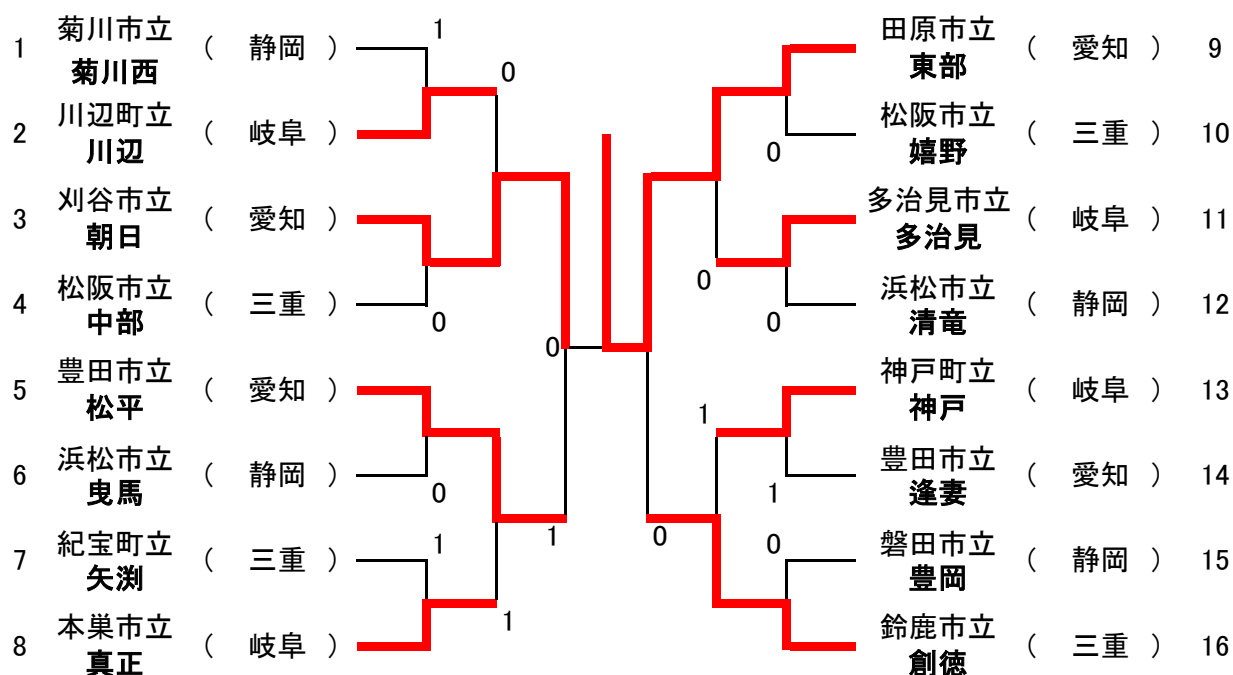 1 菊川市立 菊川西 ( 静岡 )
2 川辺町立 川辺 ( 岐阜 )
3 刈谷市立 朝日 ( 愛知 )
4 松阪市立 中部 ( 三重 )
5 豊田市立 松平 ( 愛知 )
6 浜松市立 曳馬 ( 静岡 )
7 紀宝町立 矢渕 ( 三重 )
8 本巣市立 真正 ( 岐阜 )
1
0
0
0
0
1
1
1
0
0
0
0
1
1
0
0
田原市立 東部 ( 愛知 ) 9
松阪市立 嬉野 ( 三重 ) 10
多治見市立 多治見 ( 岐阜 ) 11
浜松市立 清竜 ( 静岡 ) 12
神戸町立 神戸 ( 岐阜 ) 13
豊田市立 逢妻 ( 愛知 ) 14
磐田市立 豊岡 ( 静岡 ) 15
鈴鹿市立 創徳 ( 三重 ) 16